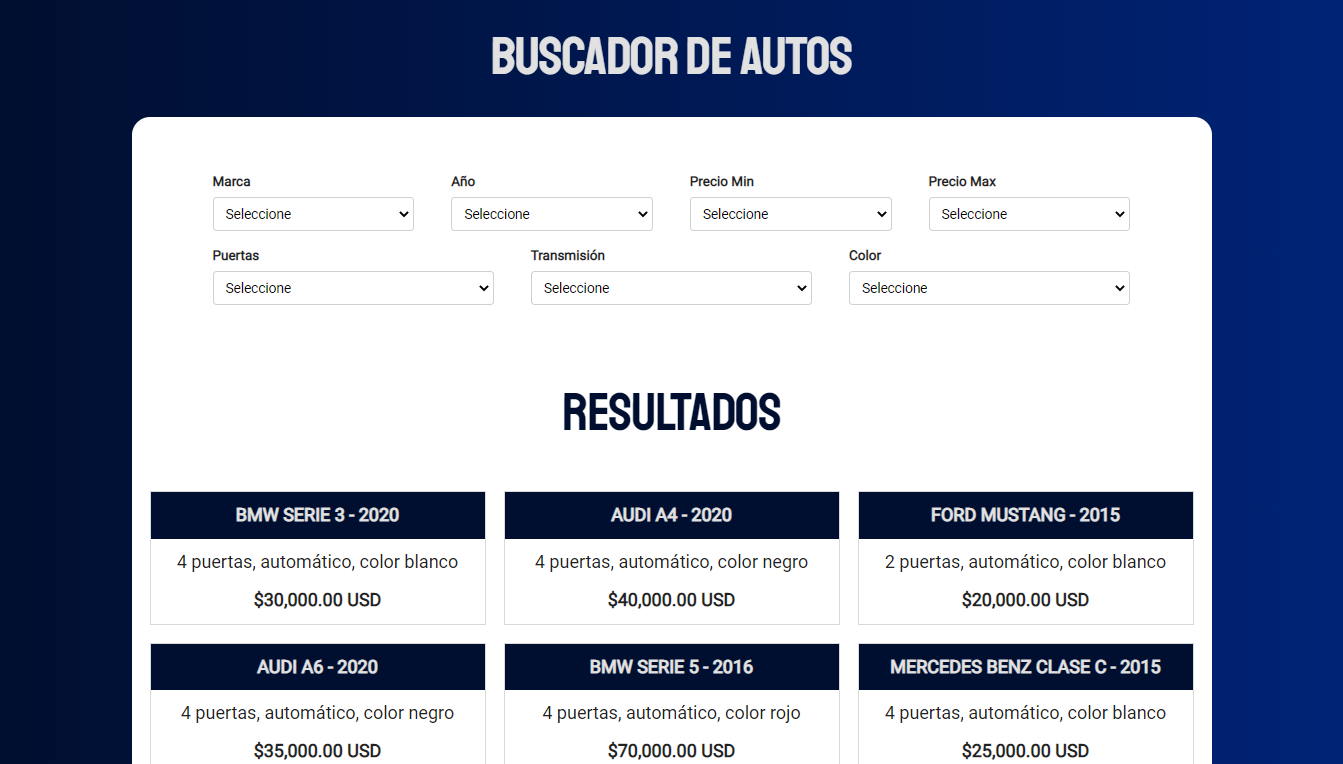 BUSCADOR DE AUTOS
Marca Año Precio Min Precio Max
Seleccione Seleccione Seleccione Seleccione
Puertas Transmisión Color
Seleccione Seleccione Seleccione
RESULTADOS
BMW SERIE 3 - 2020
4 puertas, automático, color blanco
$30,000.00 USD
AUDI A4 - 2020
4 puertas, automático, color negro
$40,000.00 USD
FORD MUSTANG - 2015
2 puertas, automático, color blanco
$20,000.00 USD
AUDI A6 - 2020
4 puertas, automático, color negro
$35,000.00 USD
BMW SERIE 5 - 2016
4 puertas, automático, color rojo
$70,000.00 USD
MERCEDES BENZ CLASE C - 2015
4 puertas, automático, color blanco
$25,000.00 USD